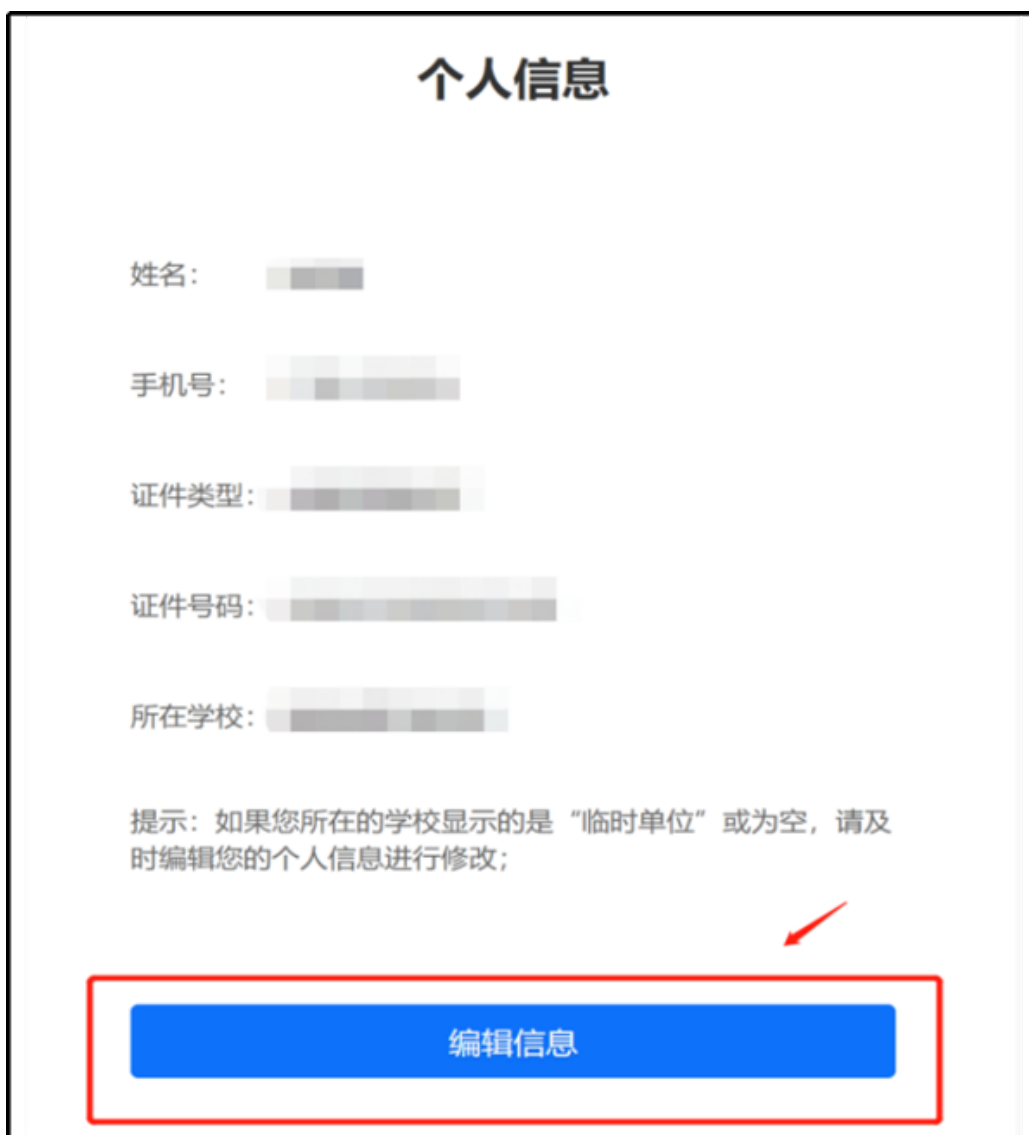 个人信息
姓名：
手机号：
证件类型：
证件号码：
所在学校：
提示：如果您所在的学校显示的是“临时单位”或为空，请及
时编辑您的个人信息进行修改；
编辑信息